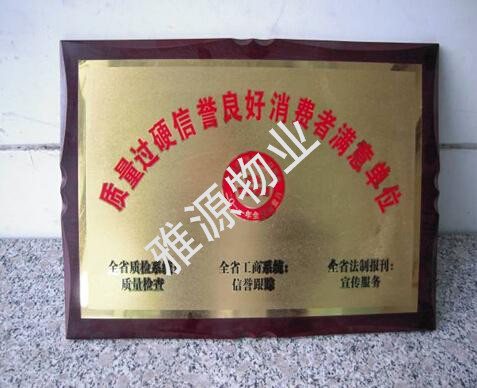 质量过硬信誉良好消费者满意单位
雅源物业
全省质检系统: 全省工商系统: 全省法制报刊:
质量检查 信誉跟踪 宣传服务